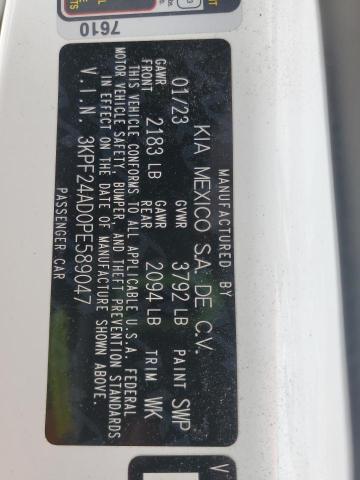 MANUFACTURED BY
KIA MEXICO S.A. DE C.V.
01/23 GVWR 3792 LB PAINT SWP
GAWR FRONT 2183 LB GAWR REAR 2094 LB TRIM WK
THIS VEHICLE CONFORMS TO ALL APPLICABLE U.S.A. FEDERAL
MOTOR VEHICLE SAFETY, BUMPER, AND THEFT PREVENTION STANDARDS
IN EFFECT ON THE DATE OF MANUFACTURE SHOWN ABOVE.
V.I.N. 3KPF24AD0PE589047
PASSENGER CAR
7610
V